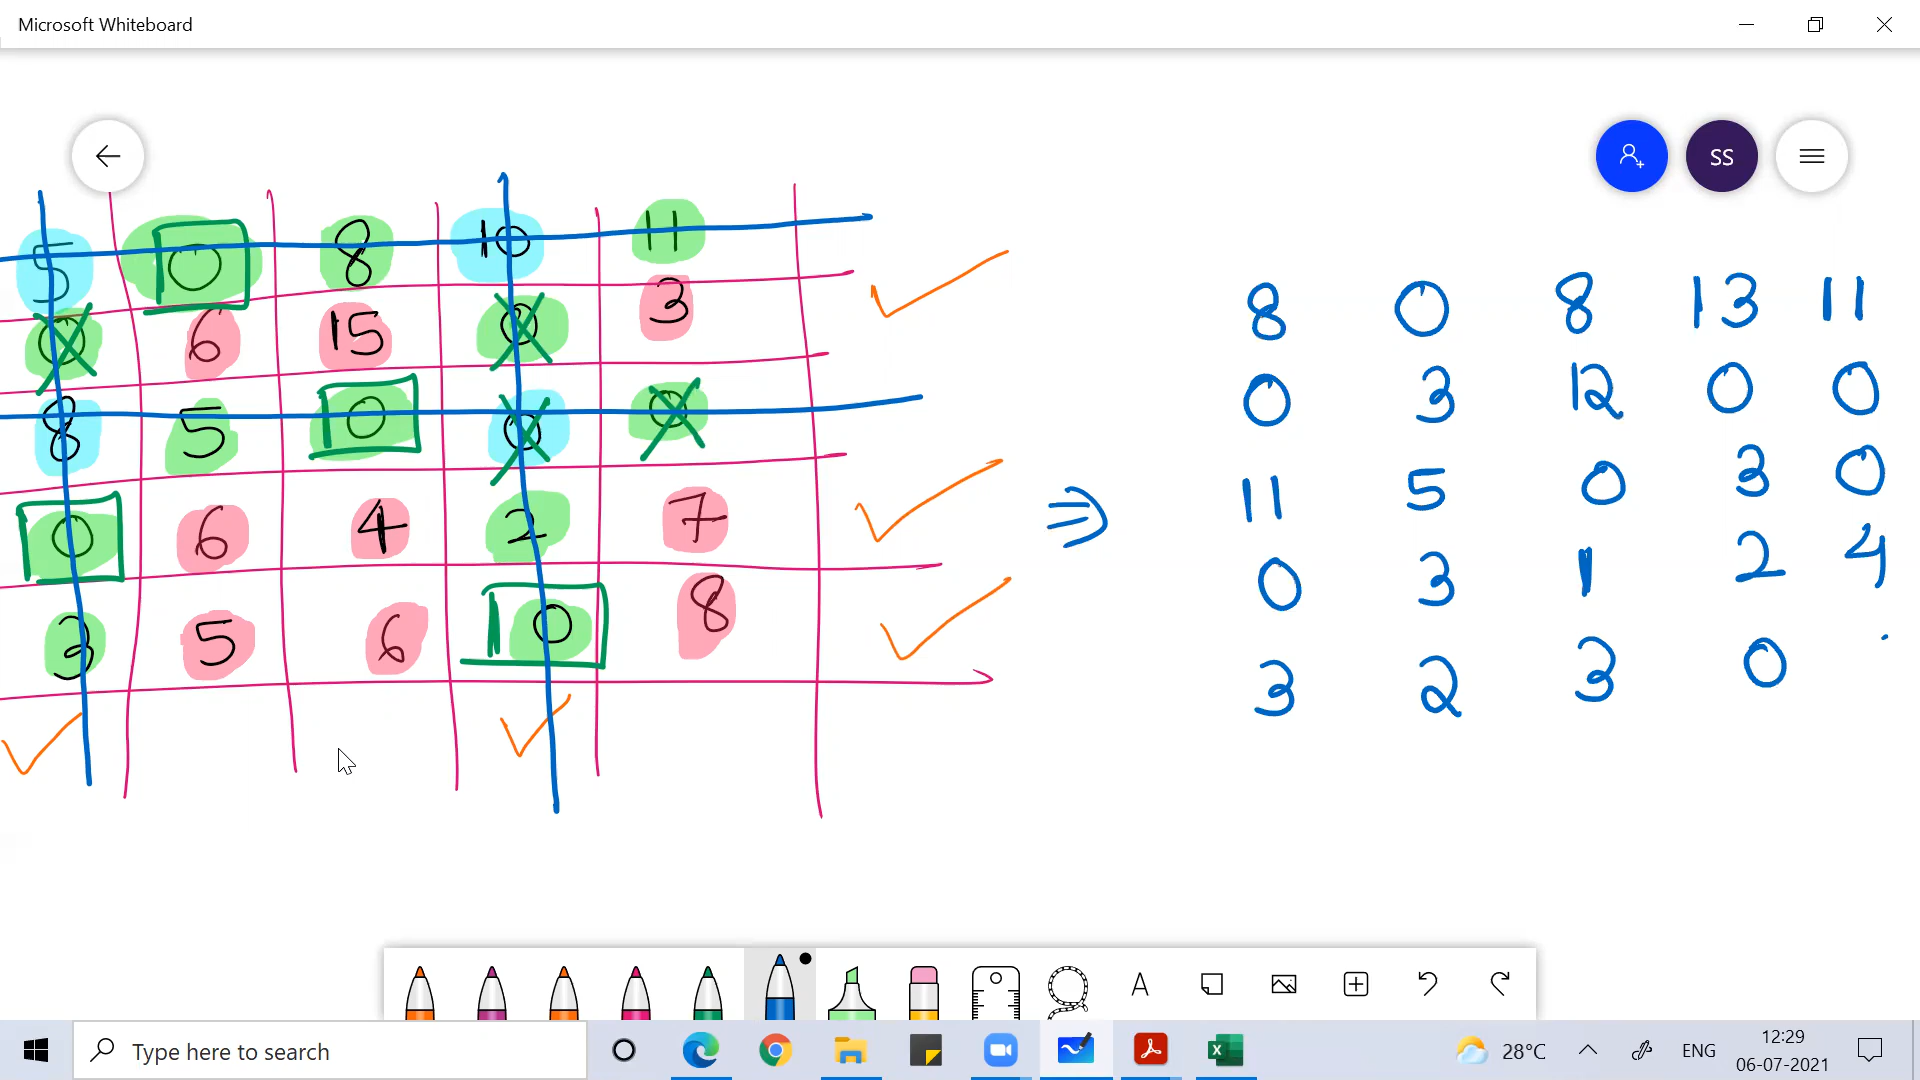 Microsoft Whiteboard
SS
5 0 8 10 11
0 6 15 0 3
8 5 0 0 0
0 6 4 2 7
3 5 6 0 8
⇒
8 0 8 13 11
0 3 12 0 0
11 5 0 3 0
0 3 1 2 4
3 2 3 0
A
Type here to search
28°C
ENG
12:29
06-07-2021